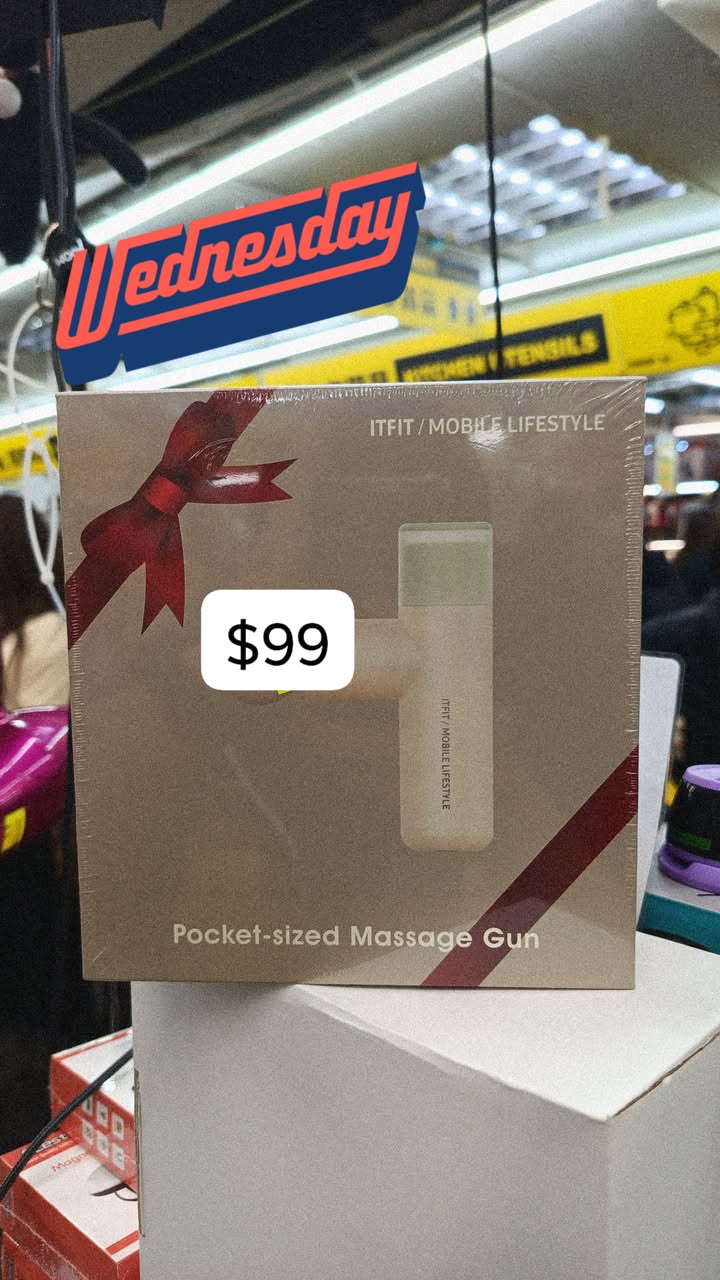 Wednesday
KITCHEN UTENSILS
ITFIT / MOBILE LIFESTYLE
$99
ITFIT / MOBILE LIFESTYLE
Pocket-sized Massage Gun